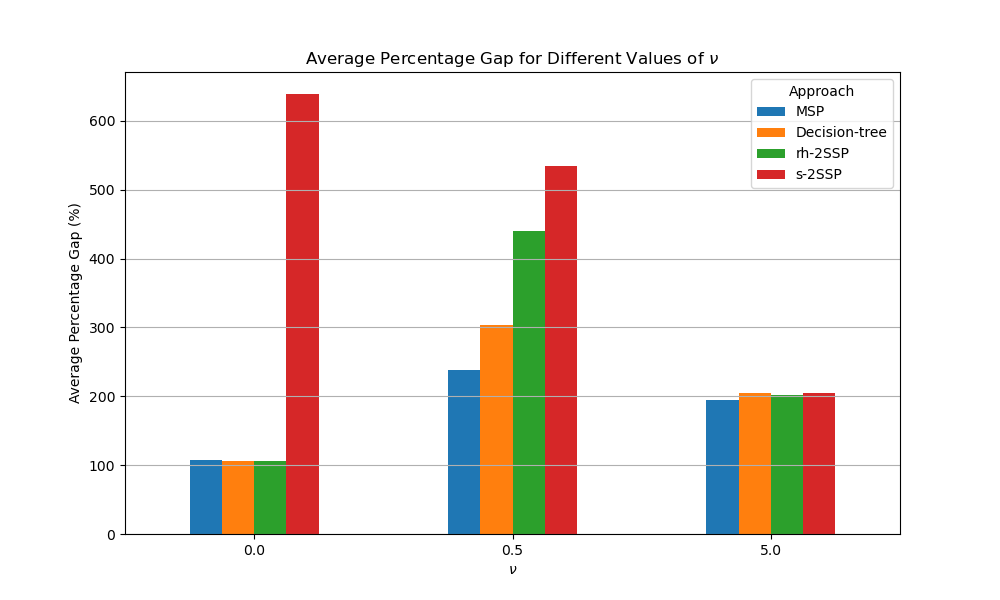 Average Percentage Gap for Different Values of ν
Average Percentage Gap (%)
600
500
400
300
200
100
0
0.0
0.5
5.0
ν
Approach
MSP
Decision-tree
rh-2SSP
s-2SSP